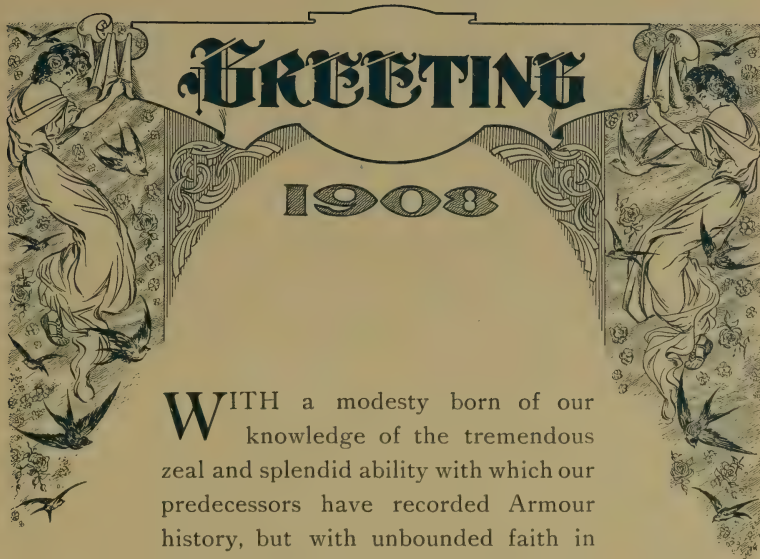 GREETING
1908
WITH a modesty born of our
knowledge of the tremendous
zeal and splendid ability with which our
predecessors have recorded Armour
history, but with unbounded faith in